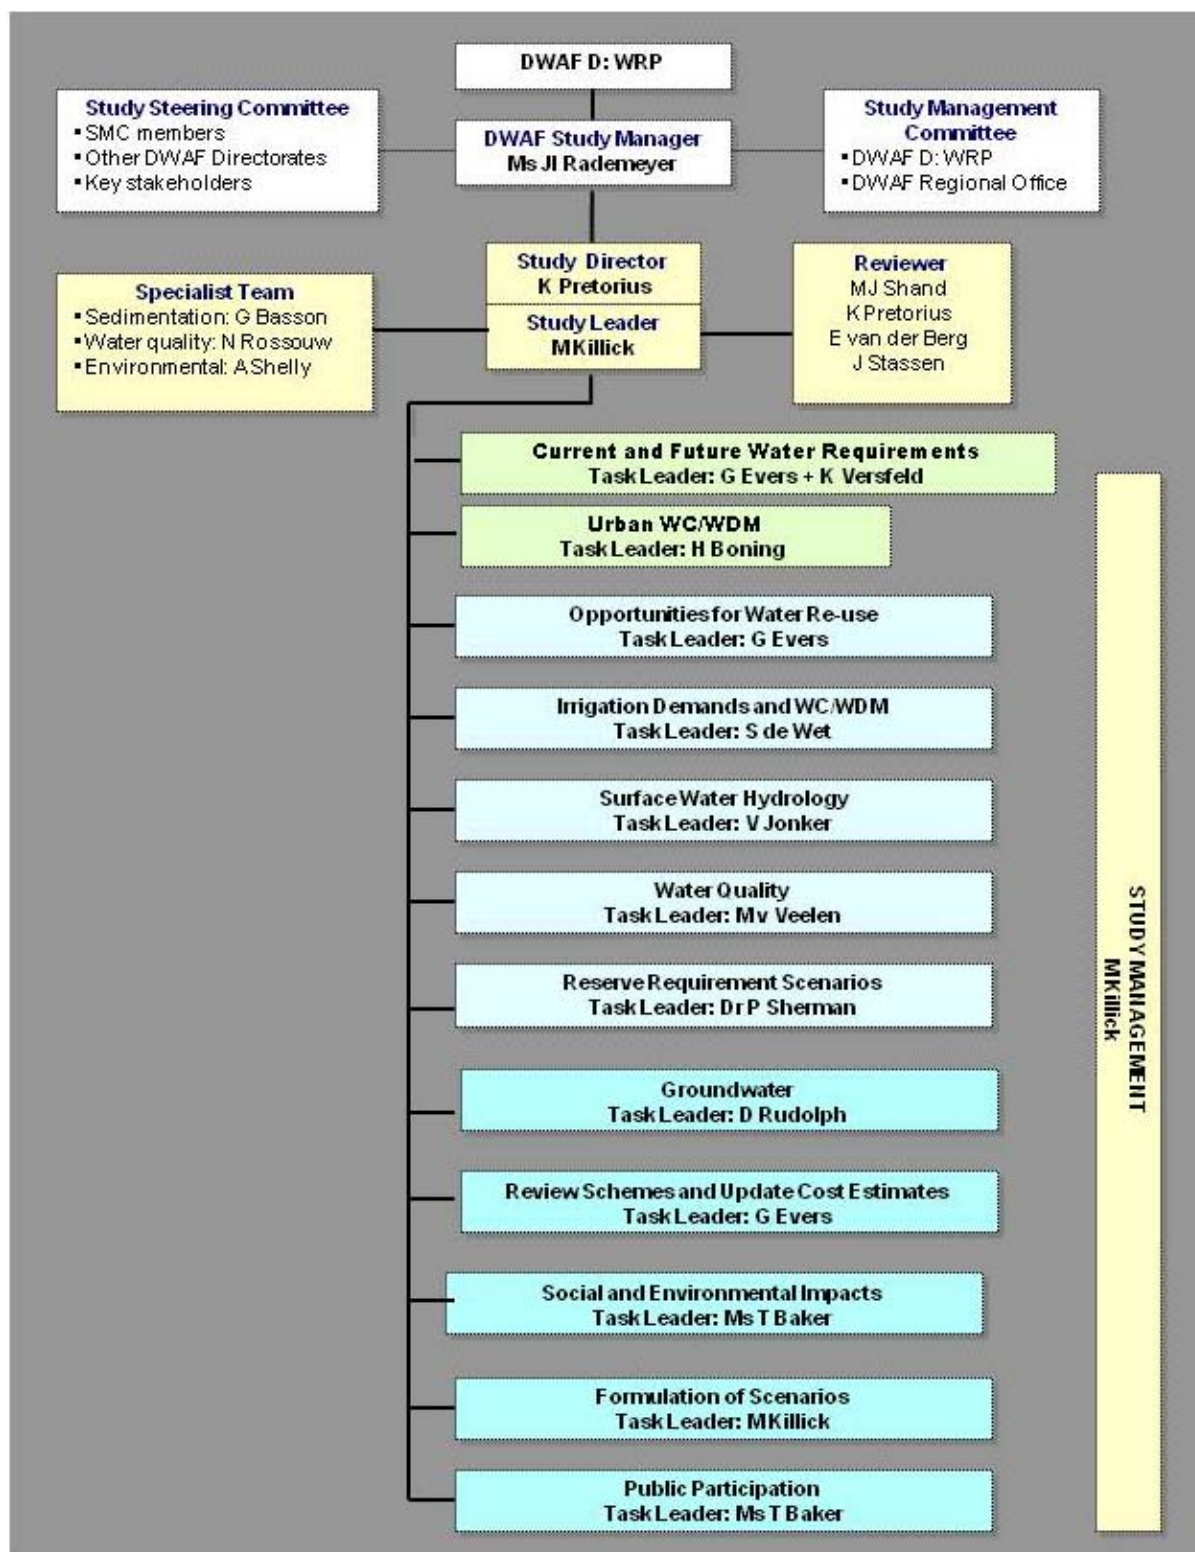 DWAF D: WRP
Study Steering Committee
▪ SMC members
▪ Other DWAF Directorates
▪ Key stakeholders
DWAF Study Manager
Ms JI Rademeyer
Study Management
Committee
▪ DWAF D: WRP
▪ DWAF Regional Office
Specialist Team
▪ Sedimentation: G Basson
▪ Water quality: N Rossouw
▪ Environmental: A Shelly
Study Director
K Pretorius
Study Leader
M Killick
Reviewer
MJ Shand
K Pretorius
E van der Berg
J Stassen
Current and Future Water Requirements
Task Leader: G Evers + K Versfeld
Urban WC/WDM
Task Leader: H Boning
Opportunities for Water Re-use
Task Leader: G Evers
Irrigation Demands and WC/WDM
Task Leader: S de Wet
Surface Water Hydrology
Task Leader: V Jonker
Water Quality
Task Leader: M v Veelen
Reserve Requirement Scenarios
Task Leader: Dr P Sherman
Groundwater
Task Leader: D Rudolph
Review Schemes and Update Cost Estimates
Task Leader: G Evers
Social and Environmental Impacts
Task Leader: Ms T Baker
Formulation of Scenarios
Task Leader: M Killick
Public Participation
Task Leader: Ms T Baker
STUDY MANAGEMENT
M Killick